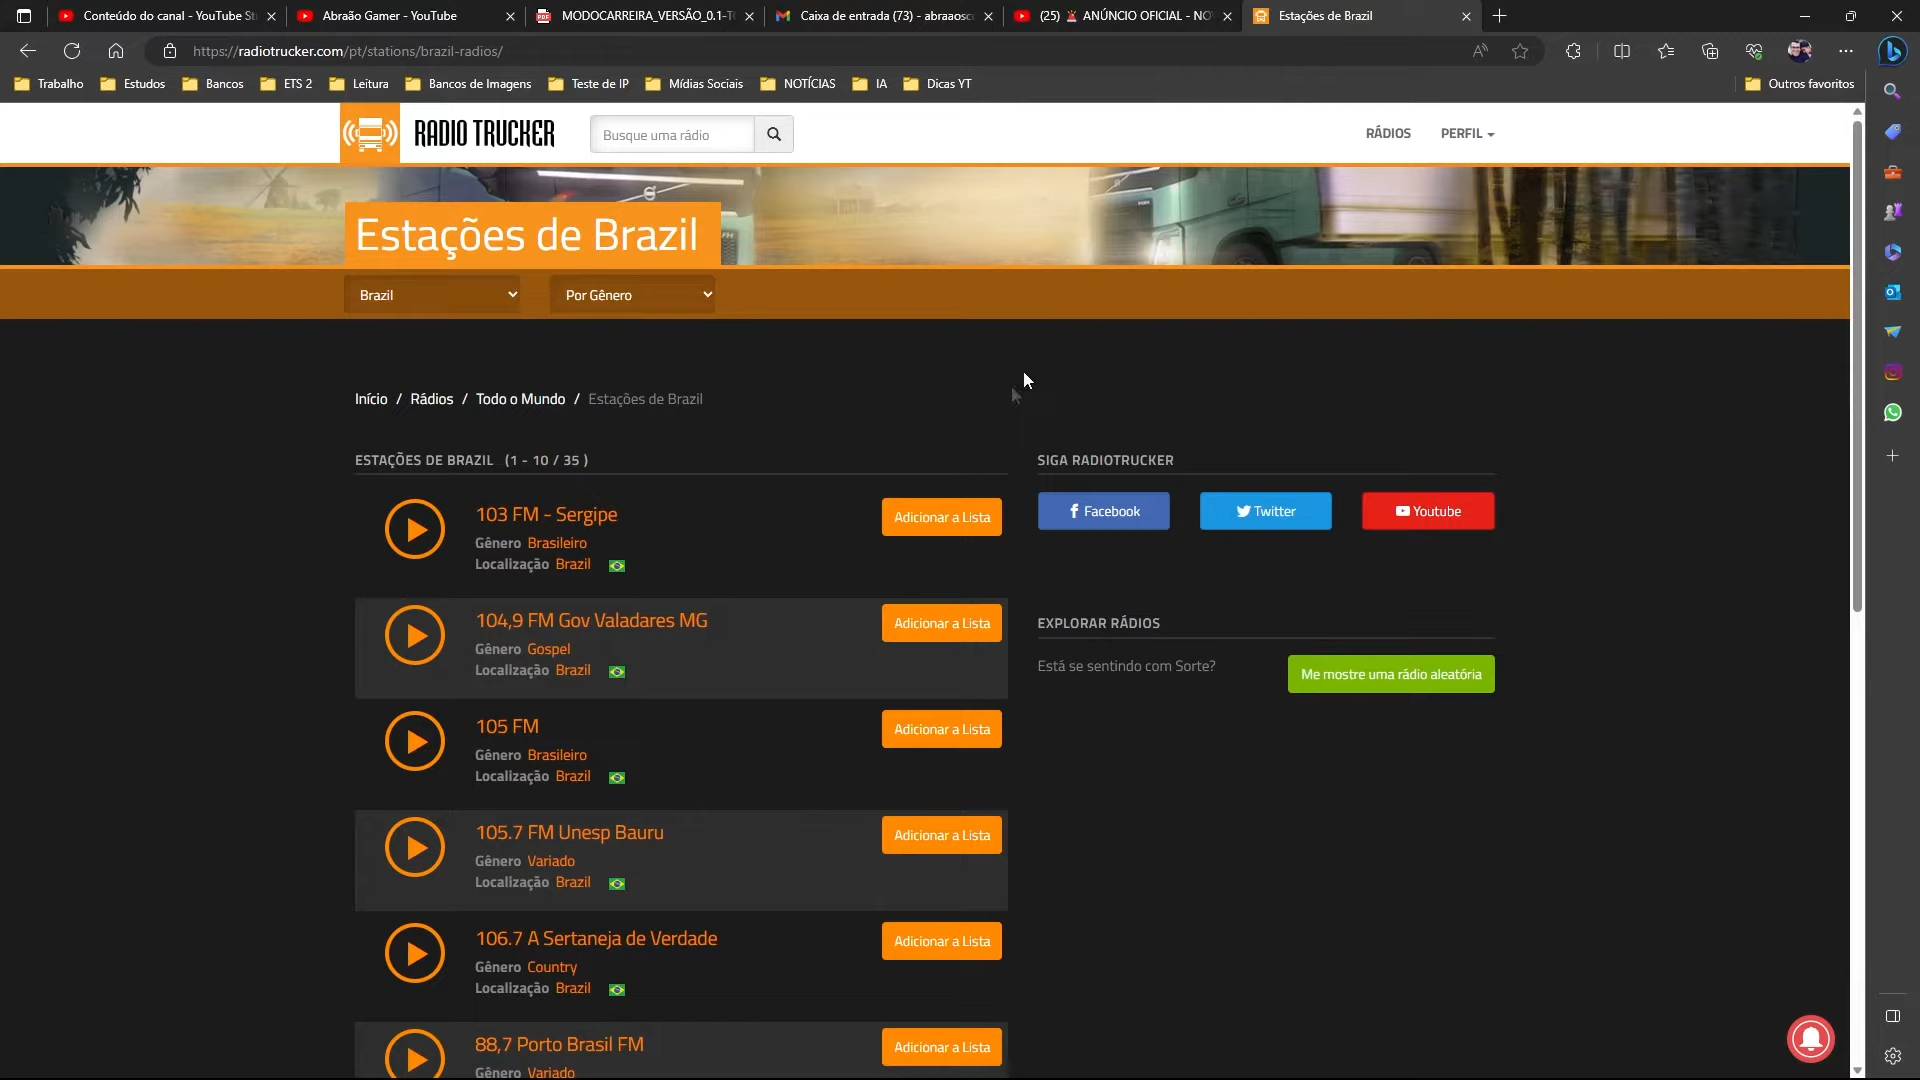 Conteúdo do canal - YouTube St
Abraão Gamer - YouTube
MODOCARREIRA_VERSÃO_0.1-T
Caixa de entrada (73) - abraaosc
(25) 🚨 ANÚNCIO OFICIAL - NO
Estações de Brazil
https://radiotrucker.com/pt/stations/brazil-radios/
Trabalho
Estudos
Bancos
ETS 2
Leitura
Bancos de Imagens
Teste de IP
Mídias Sociais
NOTÍCIAS
IA
Dicas YT
Outros favoritos
RADIO TRUCKER
Busque uma rádio
RÁDIOS
PERFIL
Estações de Brazil
Brazil
Por Gênero
Início / Rádios / Todo o Mundo / Estações de Brazil
ESTAÇÕES DE BRAZIL (1 - 10 / 35 )
103 FM - Sergipe
Gênero Brasileiro
Localização Brazil
Adicionar a Lista
104,9 FM Gov Valadares MG
Gênero Gospel
Localização Brazil
Adicionar a Lista
105 FM
Gênero Brasileiro
Localização Brazil
Adicionar a Lista
105.7 FM Unesp Bauru
Gênero Variado
Localização Brazil
Adicionar a Lista
106.7 A Sertaneja de Verdade
Gênero Country
Localização Brazil
Adicionar a Lista
88,7 Porto Brasil FM
Gênero Variado
Adicionar a Lista
SIGA RADIOTRUCKER
Facebook
Twitter
Youtube
EXPLORAR RÁDIOS
Está se sentindo com Sorte?
Me mostre uma rádio aleatória